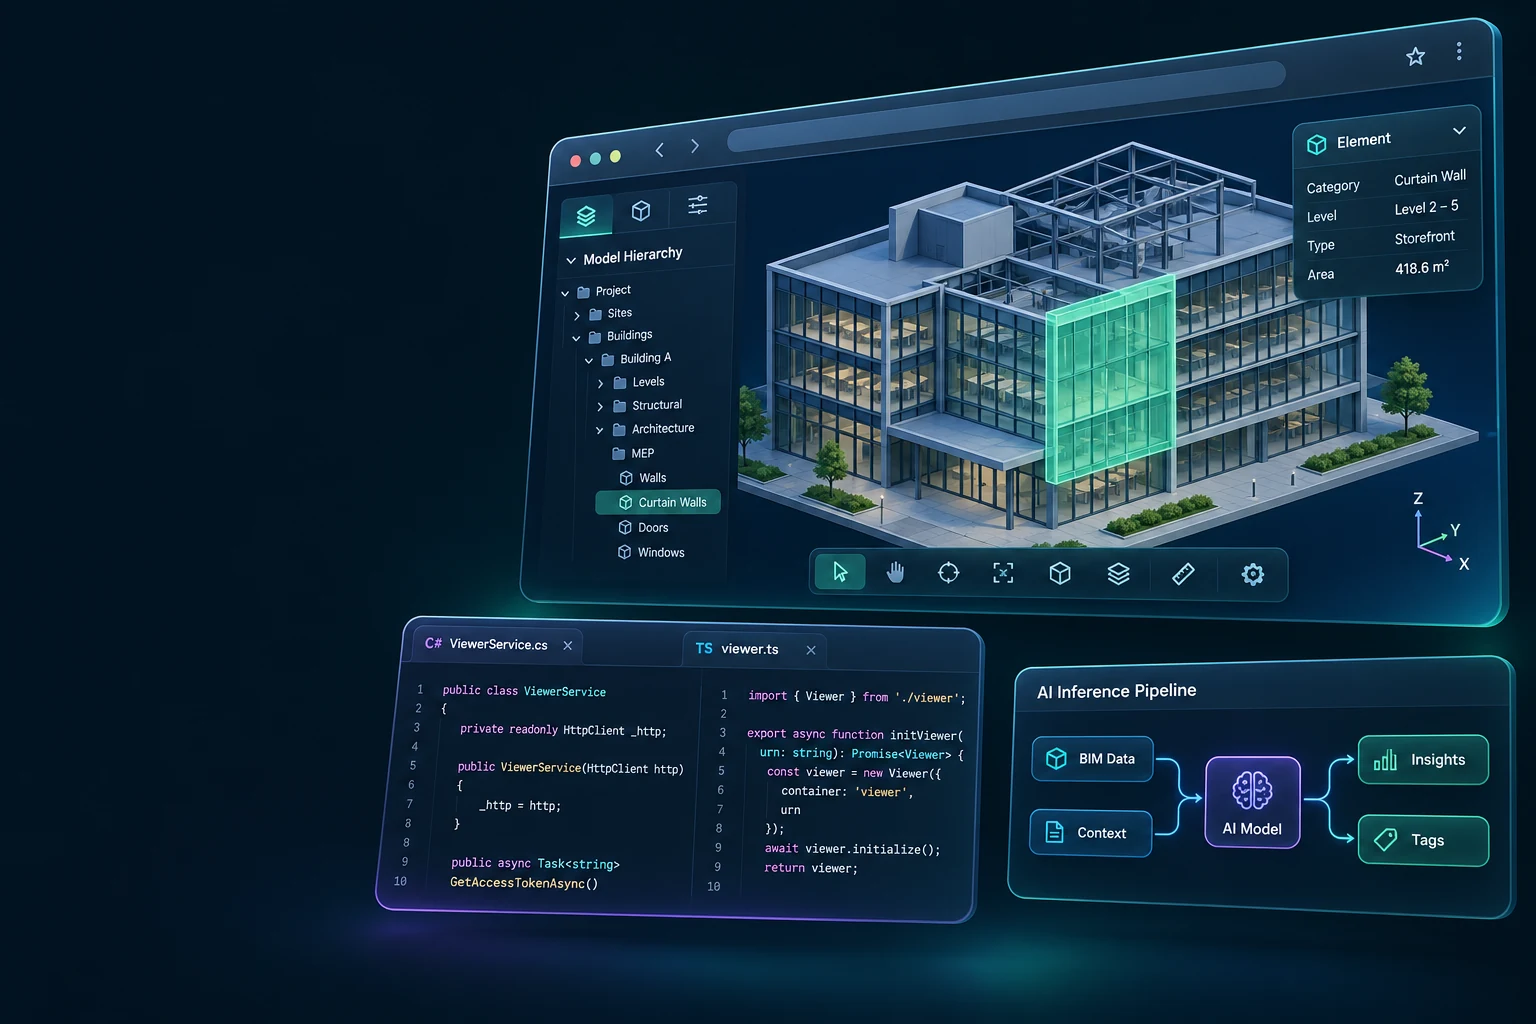 Element
Category Curtain Wall
Level Level 2 – 5
Type Storefront
Area 418.6 m²
Model Hierarchy
Project
Sites
Buildings
Building A
Levels
Structural
Architecture
MEP
Walls
Curtain Walls
Doors
Windows
Z
Y
X
C# ViewerService.cs ×
1 public class ViewerService
2 {
3 private readonly HttpClient _http;
4
5 public ViewerService(HttpClient http)
6 {
7 _http = http;
8 }
8
9 public async Task<string>
10 GetAccessTokenAsync()
TS viewer.ts ×
1 import { Viewer } from './viewer';
2
3 export async function initViewer(
4 urn: string): Promise<Viewer> {
5 const viewer = new Viewer({
6 container: 'viewer',
7 urn
8 });
9 await viewer.initialize();
9 return viewer;
10
AI Inference Pipeline
BIM Data
Context
AI Model
Insights
Tags